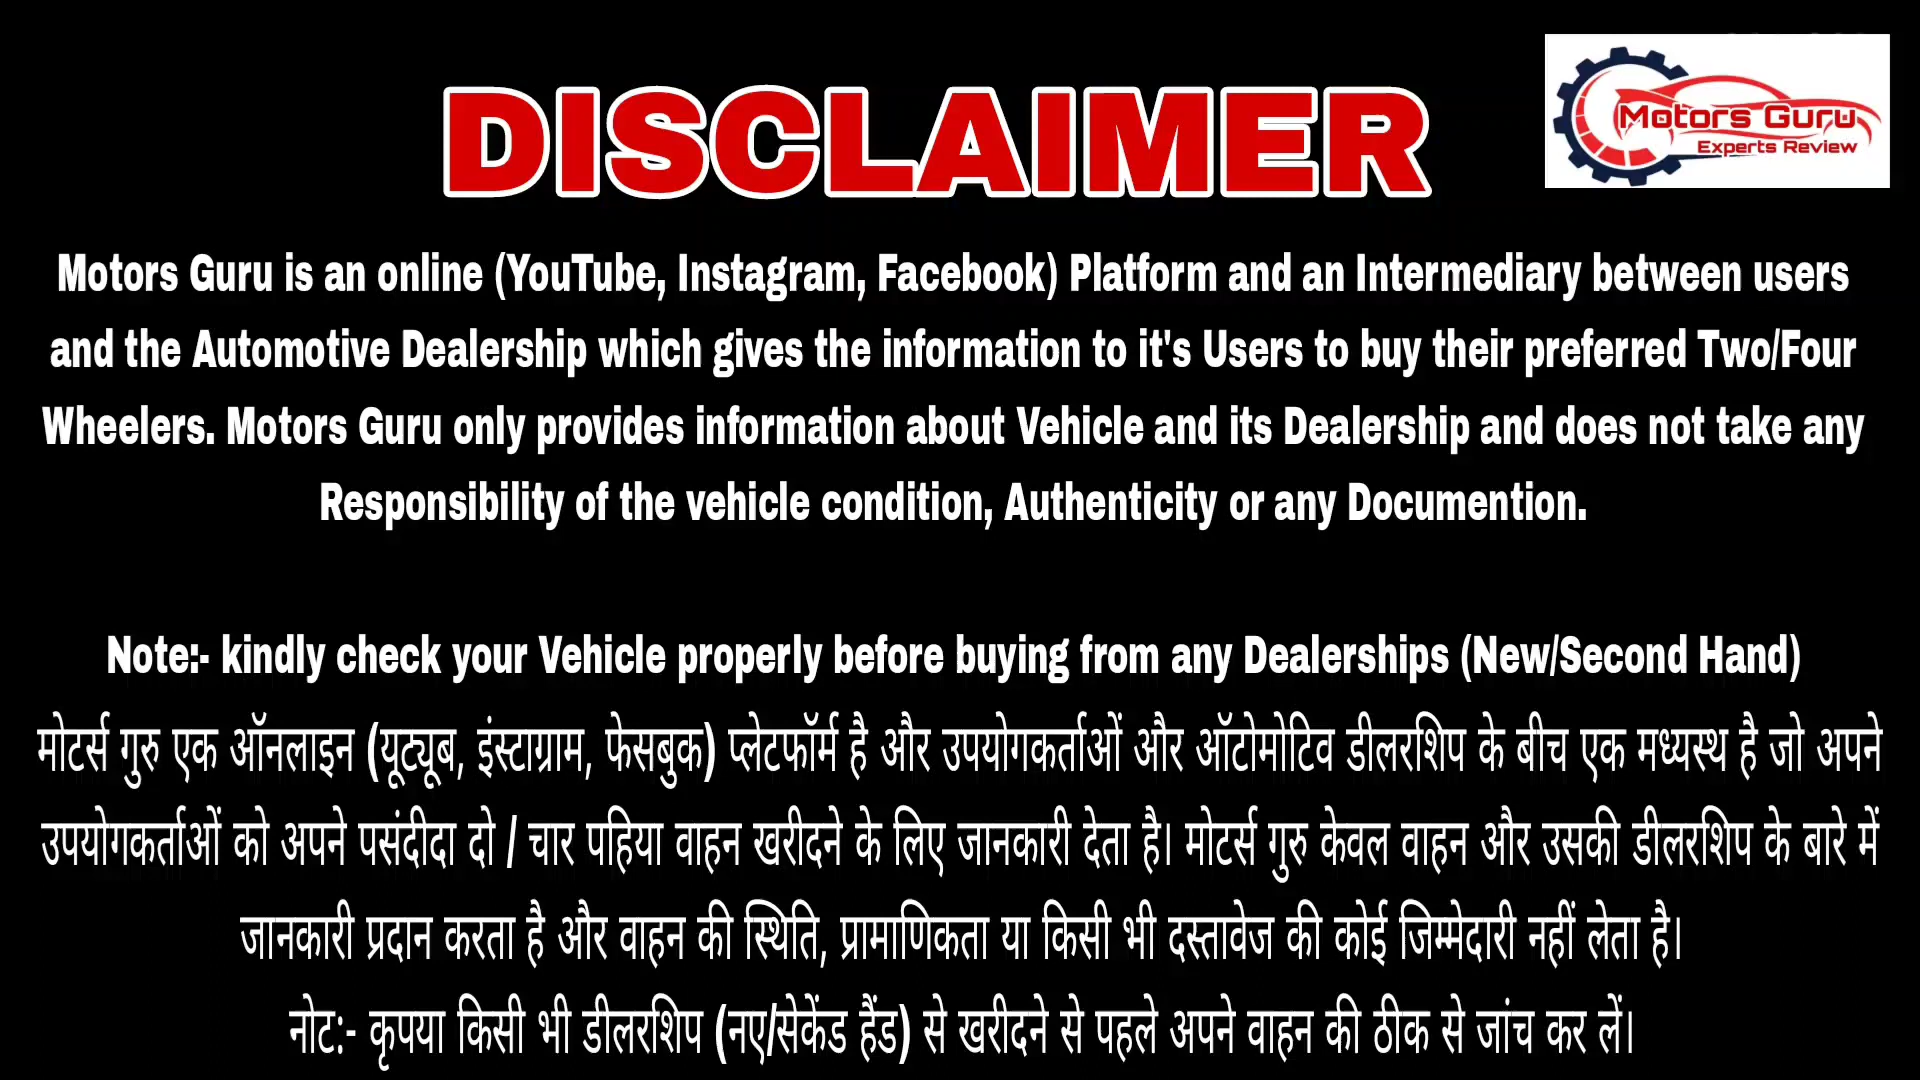 DISCLAIMER
Motors Guru
Experts Review
Motors Guru is an online (YouTube, Instagram, Facebook) Platform and an Intermediary between users
and the Automotive Dealership which gives the information to it's Users to buy their preferred Two/Four
Wheelers. Motors Guru only provides information about Vehicle and its Dealership and does not take any
Responsibility of the vehicle condition, Authenticity or any Documention.
Note:- kindly check your Vehicle properly before buying from any Dealerships (New/Second Hand)
मोटर्स गुरु एक ऑनलाइन (यूट्यूब, इंस्टाग्राम, फेसबुक) प्लेटफॉर्म है और उपयोगकर्ताओं और ऑटोमोटिव डीलरशिप के बीच एक मध्यस्थ है जो अपने
उपयोगकर्ताओं को अपने पसंदीदा दो / चार पहिया वाहन खरीदने के लिए जानकारी देता है। मोटर्स गुरु केवल वाहन और उसकी डीलरशिप के बारे में
जानकारी प्रदान करता है और वाहन की स्थिति, प्रामाणिकता या किसी भी दस्तावेज की कोई जिम्मेदारी नहीं लेता है।
नोट:- कृपया किसी भी डीलरशिप (नए/सेकेंड हैंड) से खरीदने से पहले अपने वाहन की ठीक से जांच कर लें।